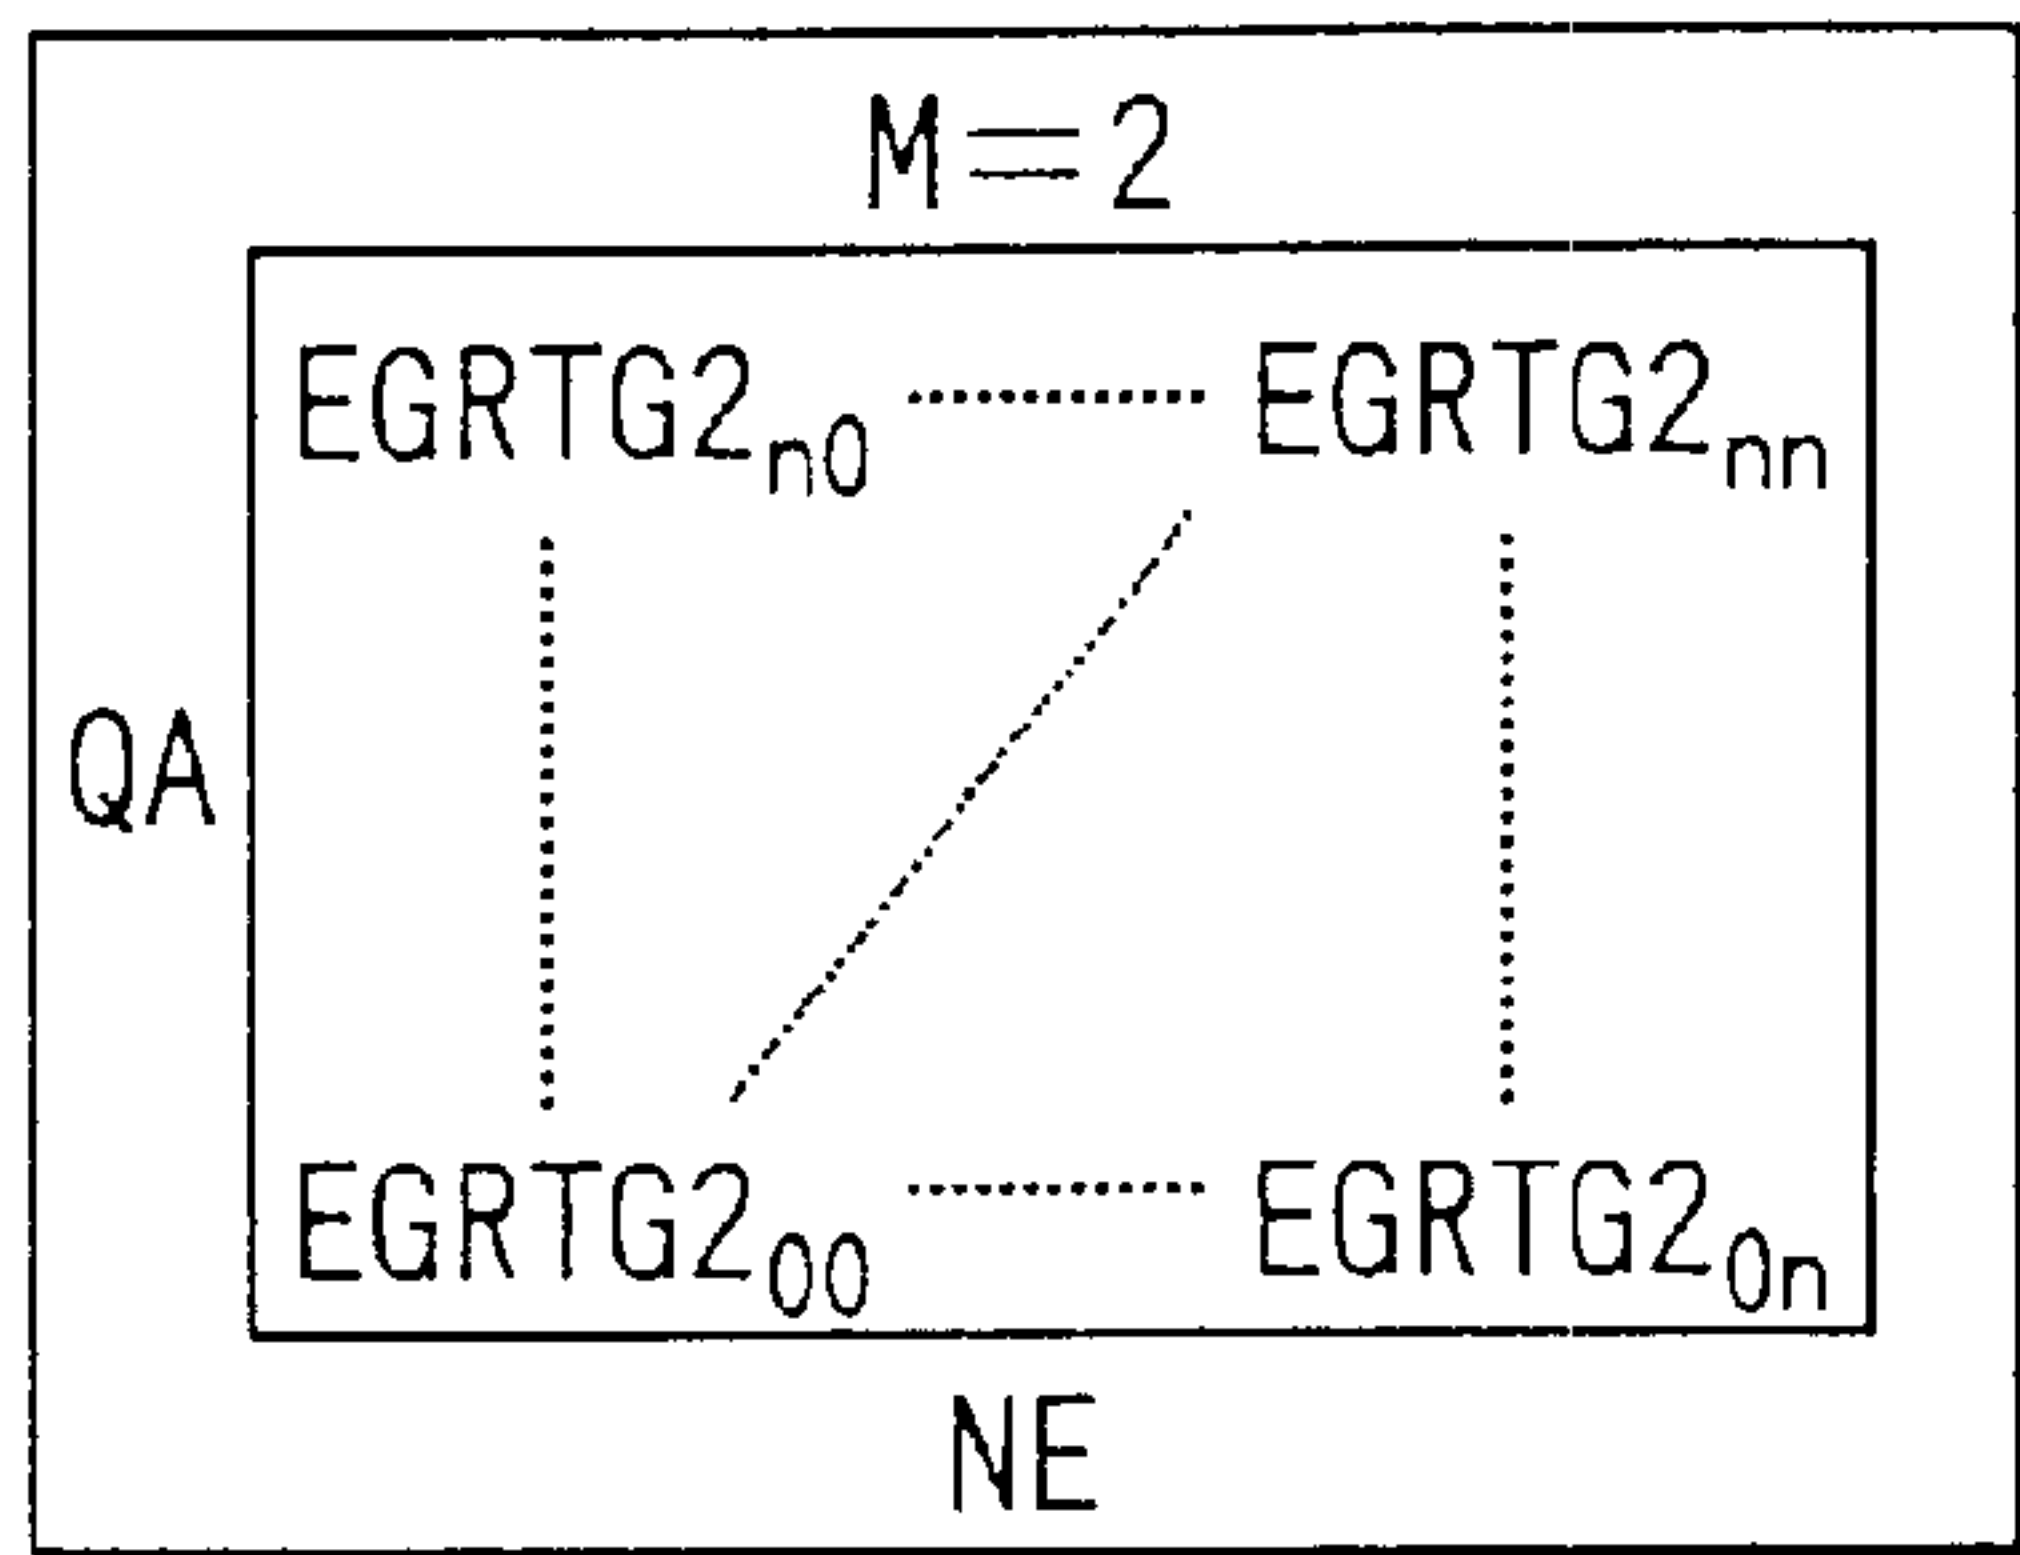 M=2
EGRTG2n0 ............. EGRTG2nn
QA
EGRTG200 ............. EGRTG20n
NE